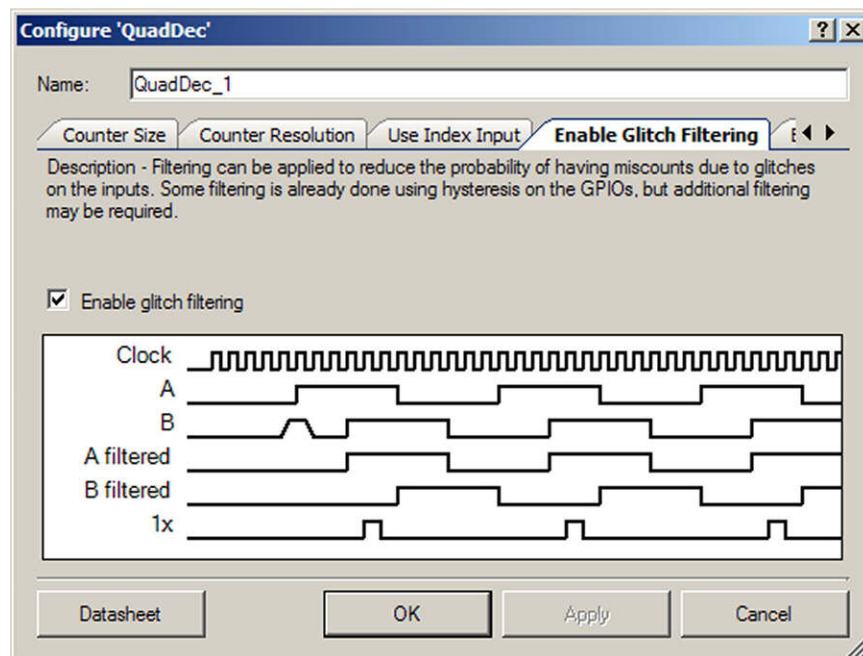 Configure 'QuadDec'
Name: QuadDec_1
Counter Size Counter Resolution Use Index Input Enable Glitch Filtering
Description - Filtering can be applied to reduce the probability of having miscounts due to glitches
on the inputs. Some filtering is already done using hysteresis on the GPIOs, but additional filtering
may be required.
Enable glitch filtering
Clock
A
B
A filtered
B filtered
1x
Datasheet OK Apply Cancel